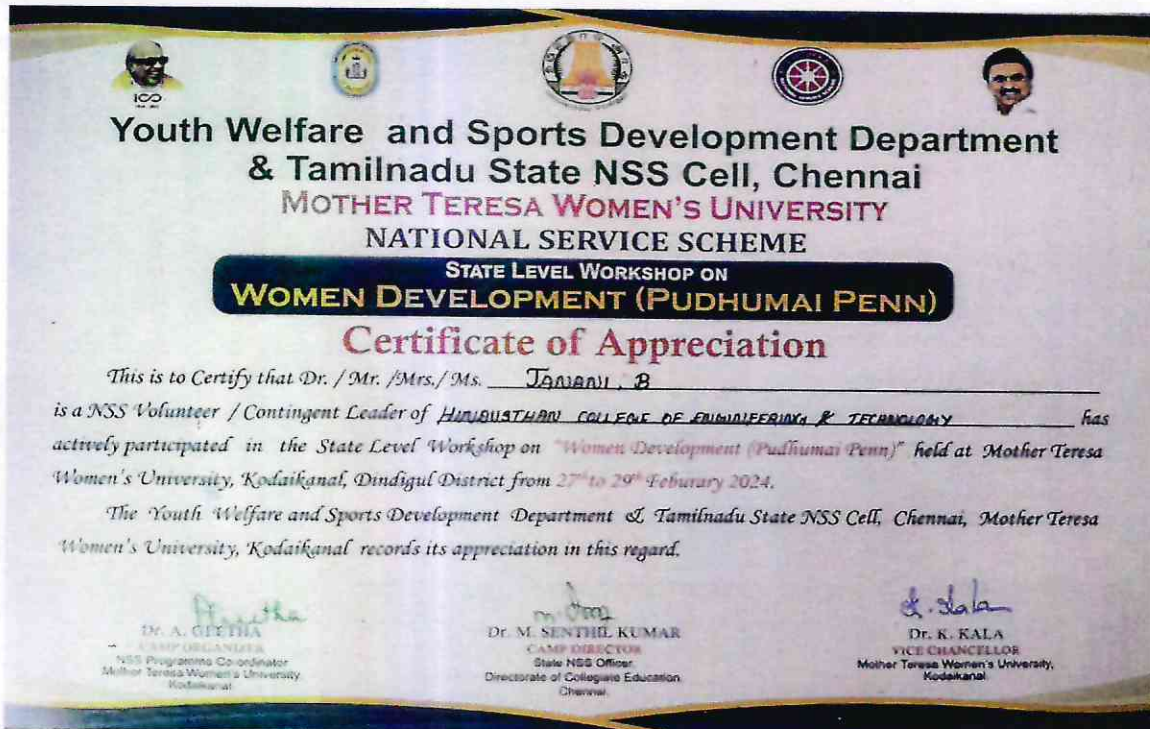 100
Youth Welfare and Sports Development Department
& Tamilnadu State NSS Cell, Chennai
MOTHER TERESA WOMEN'S UNIVERSITY
NATIONAL SERVICE SCHEME
STATE LEVEL WORKSHOP ON
WOMEN DEVELOPMENT (PUDHUMAI PENN)
Certificate of Appreciation
This is to Certify that Dr. / Mr. /Mrs./ Ms. JANANI. B
is a NSS Volunteer / Contingent Leader of HINDUSTHAN COLLEGE OF ENGINEERING & TECHNOLOGY has
actively participated in the State Level Workshop on "Women Development (Pudhumai Penn)" held at Mother Teresa
Women's University, Kodaikanal, Dindigul District from 27th to 29th Feburary 2024.
The Youth Welfare and Sports Development Department & Tamilnadu State NSS Cell, Chennai, Mother Teresa
Women's University, Kodaikanal records its appreciation in this regard.
Dr. A. GEETHA
CAMP ORGANIZER
NSS Programme Co-ordinator
Mother Teresa Women's University
Kodaikanal
Dr. M. SENTHIL KUMAR
CAMP DIRECTOR
State NSS Officer
Directorate of Collegiate Education
Chennai.
K. Kala
Dr. K. KALA
VICE CHANCELLOR
Mother Teresa Women's University,
Kodaikanal